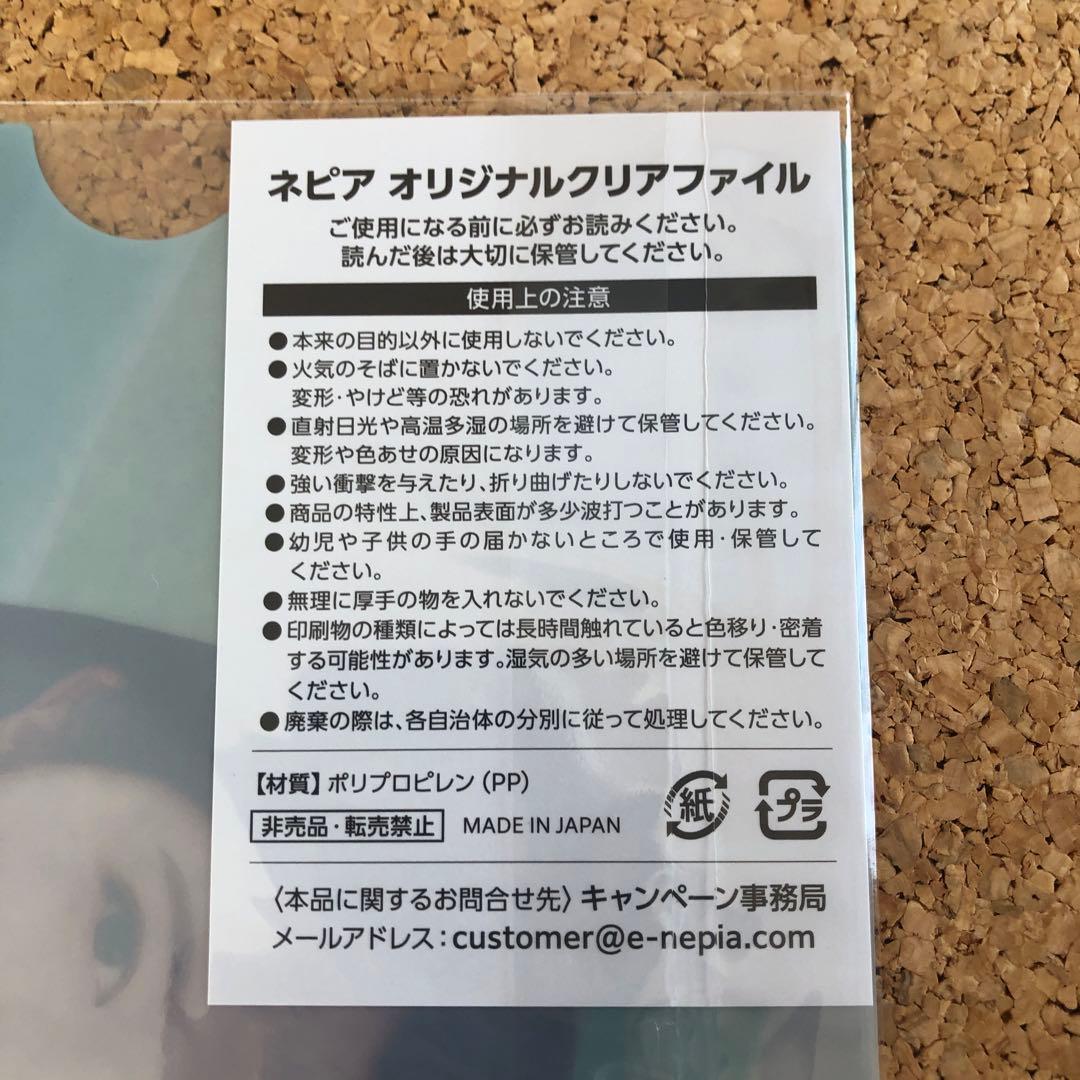 ネピア オリジナルクリアファイル
ご使用になる前に必ずお読みください。
読んだ後は大切に保管してください。
使用上の注意
●本来の目的以外に使用しないでください。
●火気のそばに置かないでください。
変形・やけど等の恐れがあります。
●直射日光や高温多湿の場所を避けて保管してください。
変形や色あせの原因になります。
●強い衝撃を与えたり、折り曲げたりしないでください。
●商品の特性上、製品表面が多少波打つことがあります。
●幼児や子供の手の届かないところで使用・保管して
ください。
●無理に厚手の物を入れないでください。
●印刷物の種類によっては長時間触れていると色移り・密着
する可能性があります。湿気の多い場所を避けて保管して
ください。
●廃棄の際は、各自治体の分別に従って処理してください。
【材質】ポリプロピレン(PP)
紙
プラ
非売品・転売禁止 MADE IN JAPAN
〈本品に関するお問合せ先〉キャンペーン事務局
メールアドレス：customer@e-nepia.com